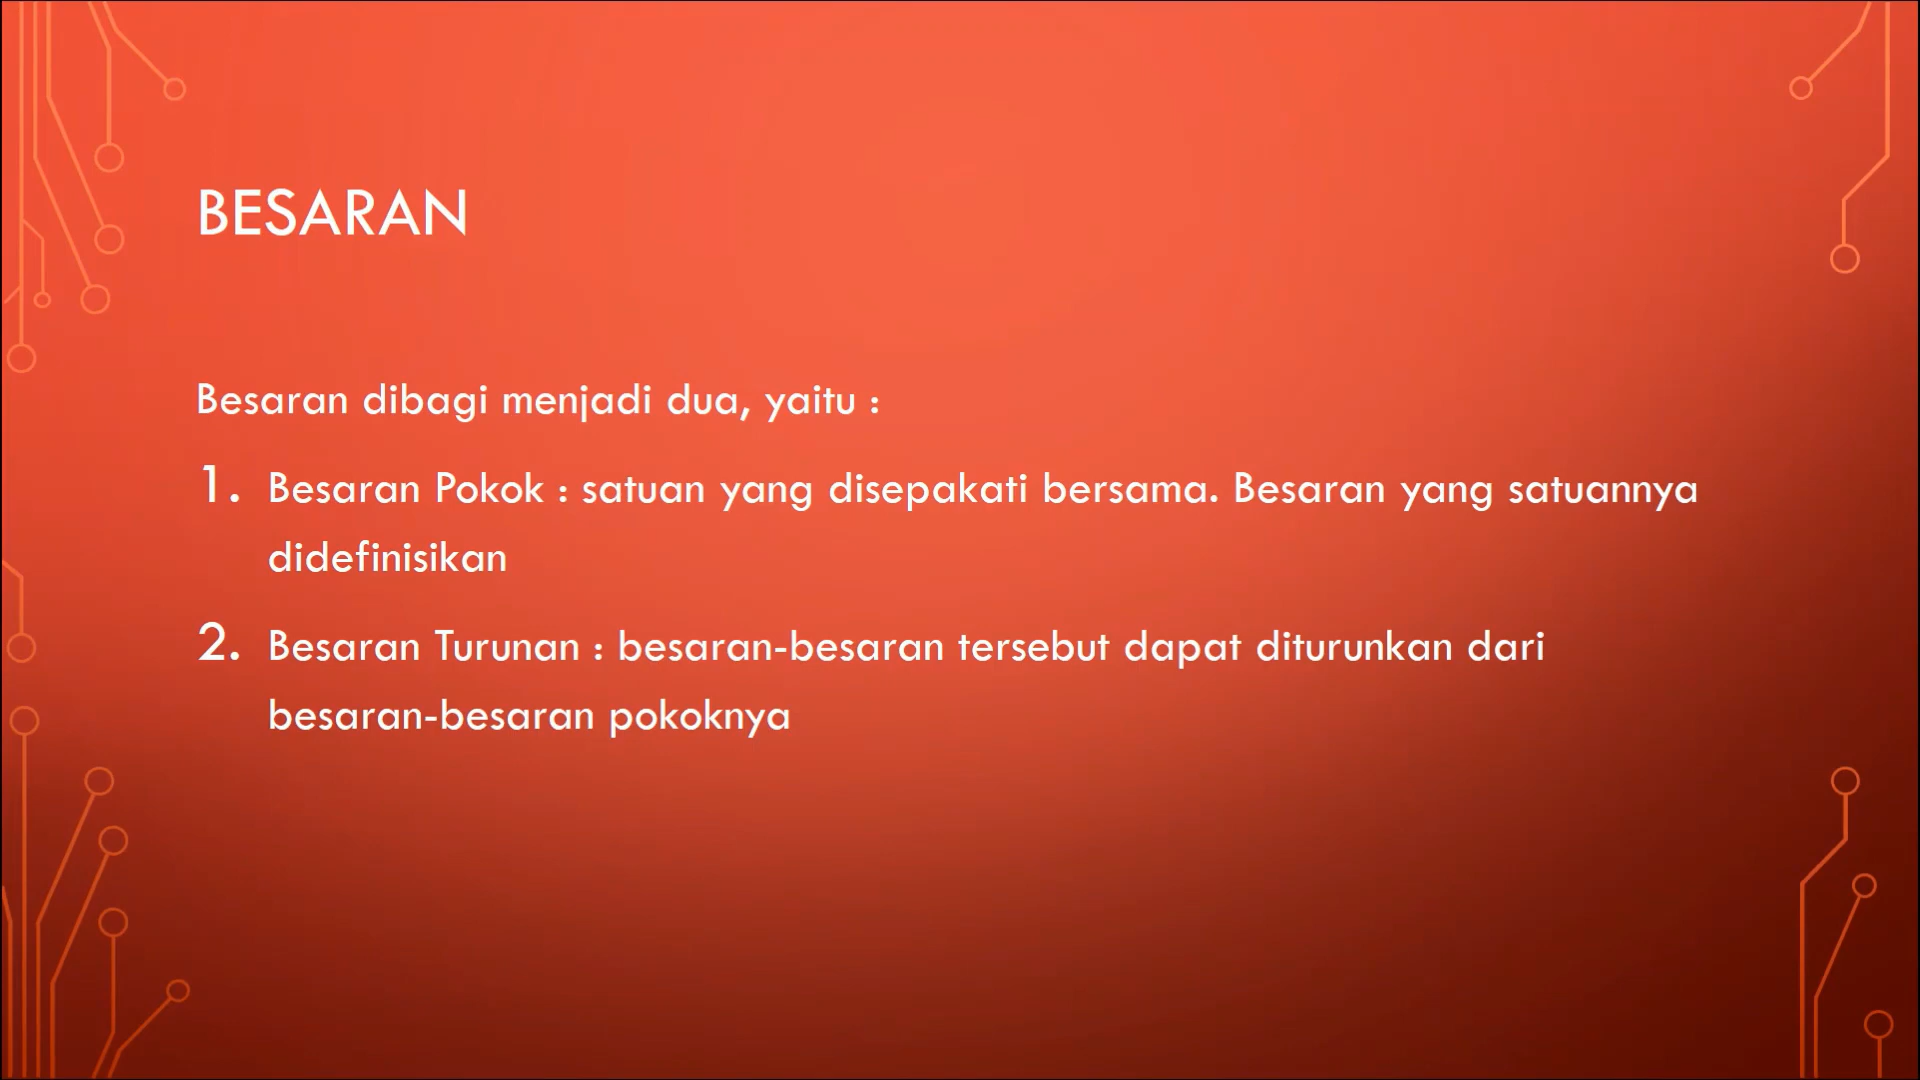 BESARAN
Besaran dibagi menjadi dua, yaitu :
1. Besaran Pokok : satuan yang disepakati bersama. Besaran yang satuannya
didefinisikan
2. Besaran Turunan : besaran-besaran tersebut dapat diturunkan dari
besaran-besaran pokoknya